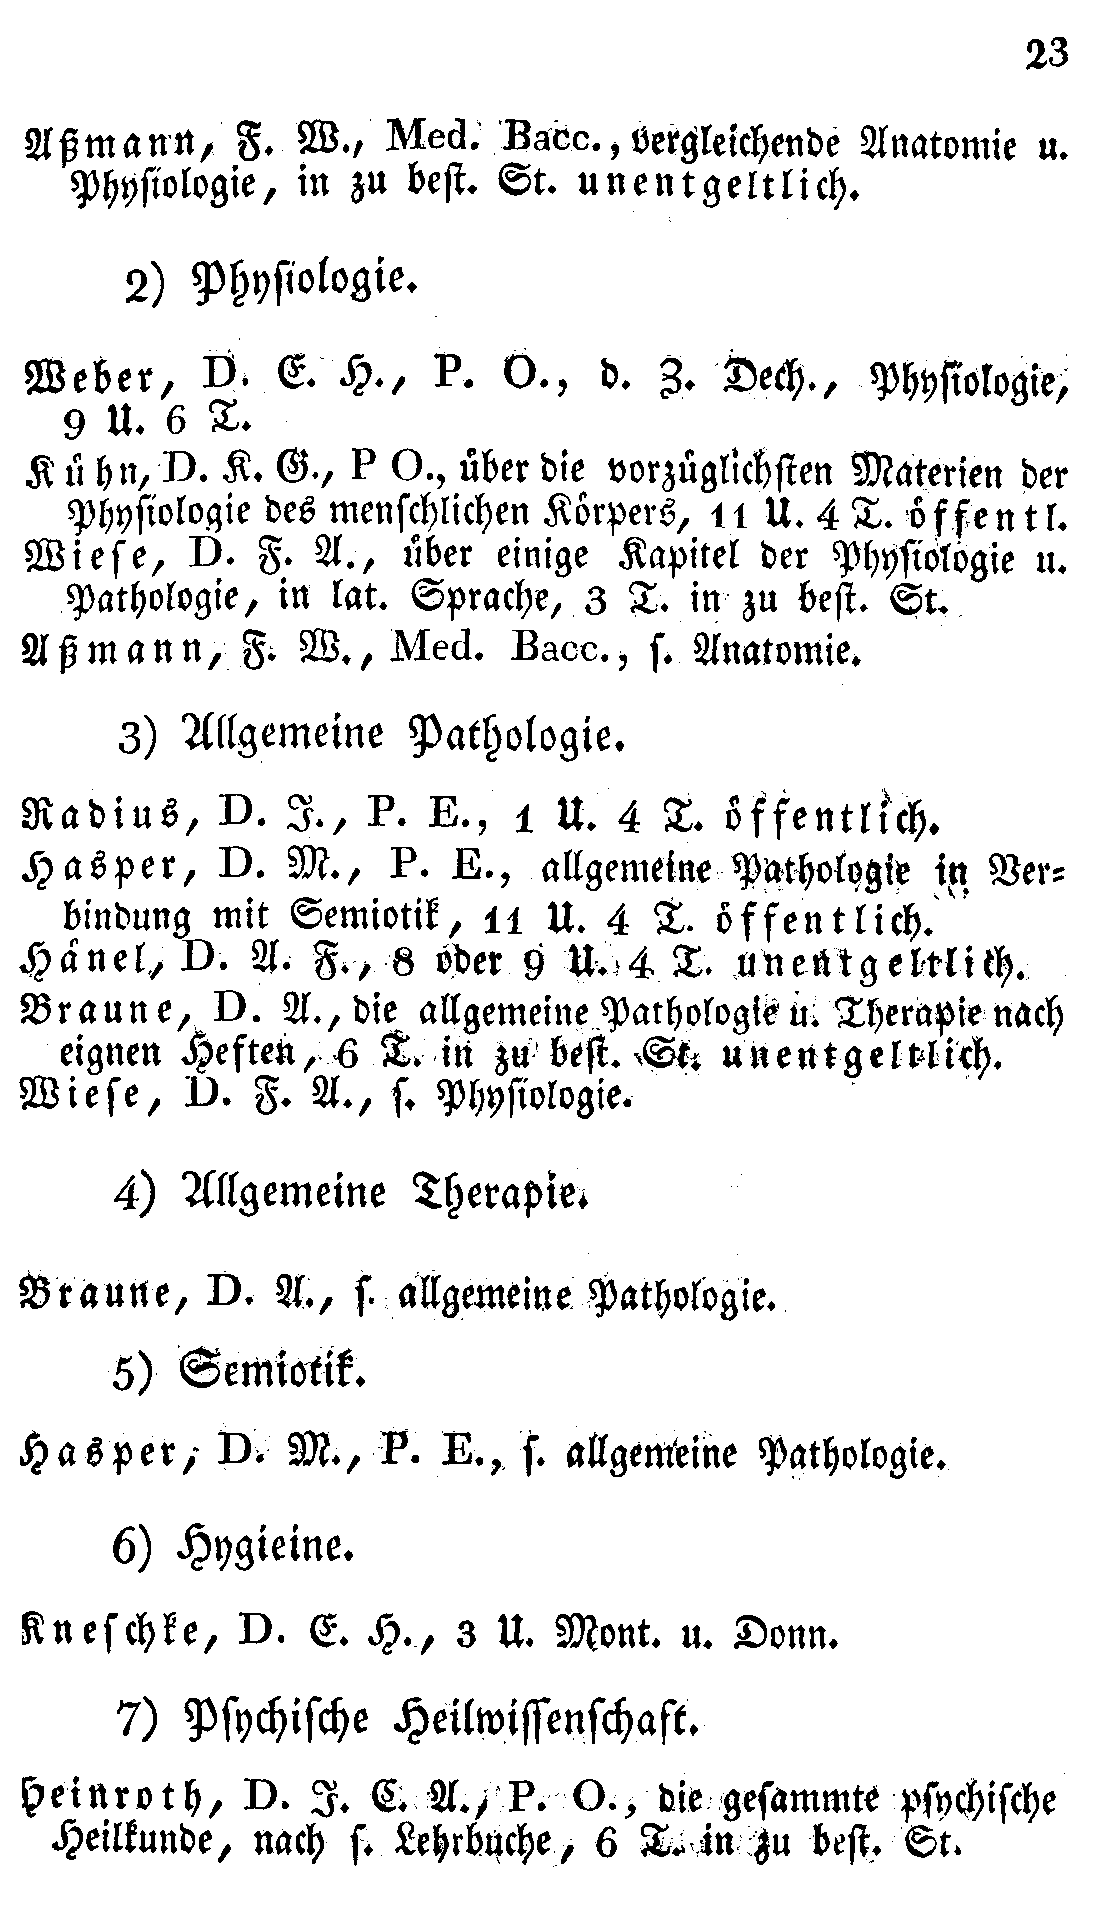 23
Aßmann, F. W., Med. Bacc., vergleichende Anatomie u.
Physiologie, in zu best. St. unentgeltlich.
2) Physiologie.
Weber, D. E. H., P. O., d. Z. Dech., Physiologie,
9 U. 6 T.
Kühn, D. K. G., P O., über die vorzüglichsten Materien der
Physiologie des menschlichen Körpers, 11 U. 4 T. öffentl.
Wiese, D. F. A., über einige Kapitel der Physiologie u.
Pathologie, in lat. Sprache, 3 T. in zu best. St.
Aßmann, F. W., Med. Bacc., s. Anatomie.
3) Allgemeine Pathologie.
Radius, D. J., P. E., 1 U. 4 T. öffentlich.
Hasper, D. M., P. E., allgemeine Pathologie in Ver-
bindung mit Semiotik, 11 U. 4 T. öffentlich.
Hänel, D. A. F., 8 oder 9 U. 4 T. unentgeltlich.
Braune, D. A., die allgemeine Pathologie u. Therapie nach
eignen Heften, 6 T. in zu best. St. unentgeltlich.
Wiese, D. F. A., s. Physiologie.
4) Allgemeine Therapie.
Braune, D. A., s. allgemeine Pathologie.
5) Semiotik.
Hasper, D. M., P. E., s. allgemeine Pathologie.
6) Hygieine.
Kneschke, D. E. H., 3 U. Mont. u. Donn.
7) Psychische Heilwissenschaft.
Heinroth, D. J. C. A., P. O., die gesammte psychische
Heilkunde, nach s. Lehrbuche, 6 T. in zu best. St.